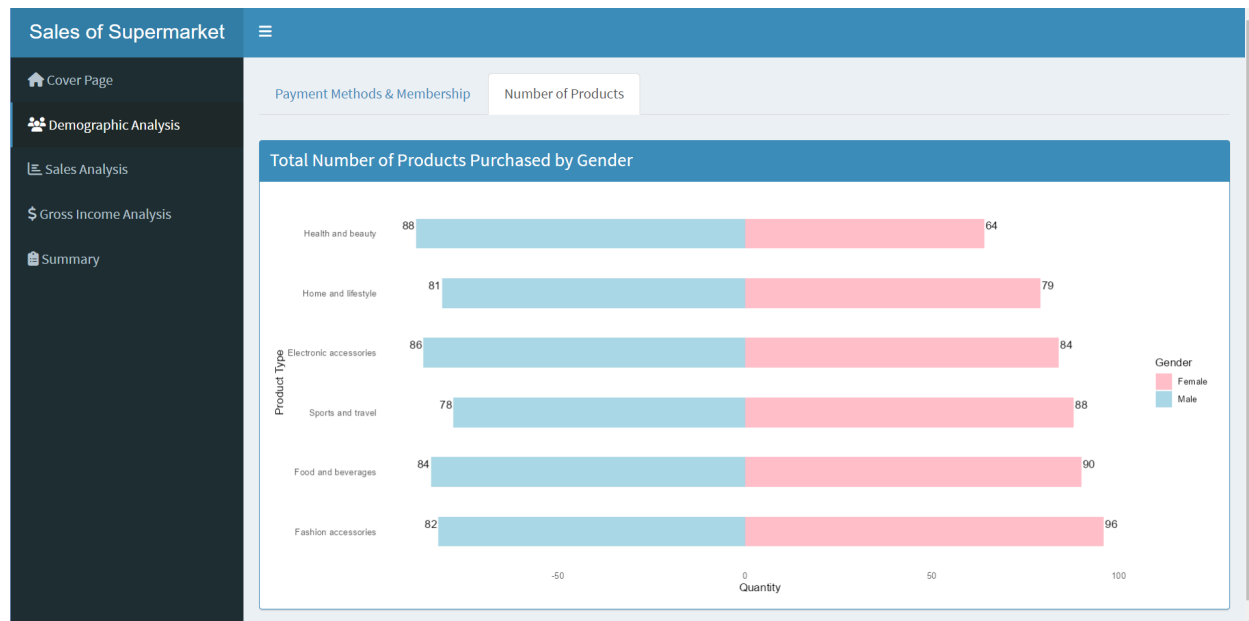 Sales of Supermarket
Cover Page
Demographic Analysis
Sales Analysis
$ Gross Income Analysis
Summary
Payment Methods & Membership
Number of Products
Total Number of Products Purchased by Gender
Product Type
Health and beauty 88 64
Home and lifestyle 81 79
Electronic accessories 86 84
Sports and travel 78 88
Food and beverages 84 90
Fashion accessories 82 96
-50 0 50 100
Quantity
Gender
Female
Male